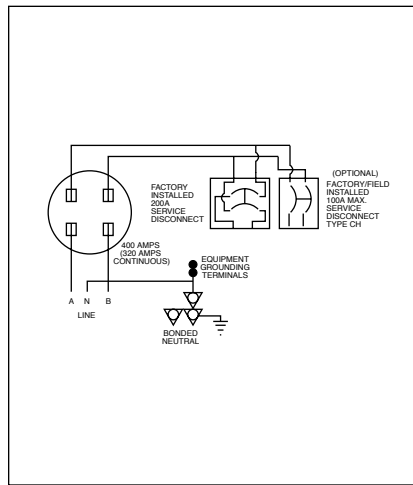 (OPTIONAL)
FACTORY/FIELD
INSTALLED
100A MAX.
SERVICE
DISCONNECT
TYPE CH
FACTORY
INSTALLED
200A
SERVICE
DISCONNECT
400 AMPS
(320 AMPS
CONTINUOUS)
EQUIPMENT
GROUNDING
TERMINALS
A N B
LINE
BONDED
NEUTRAL